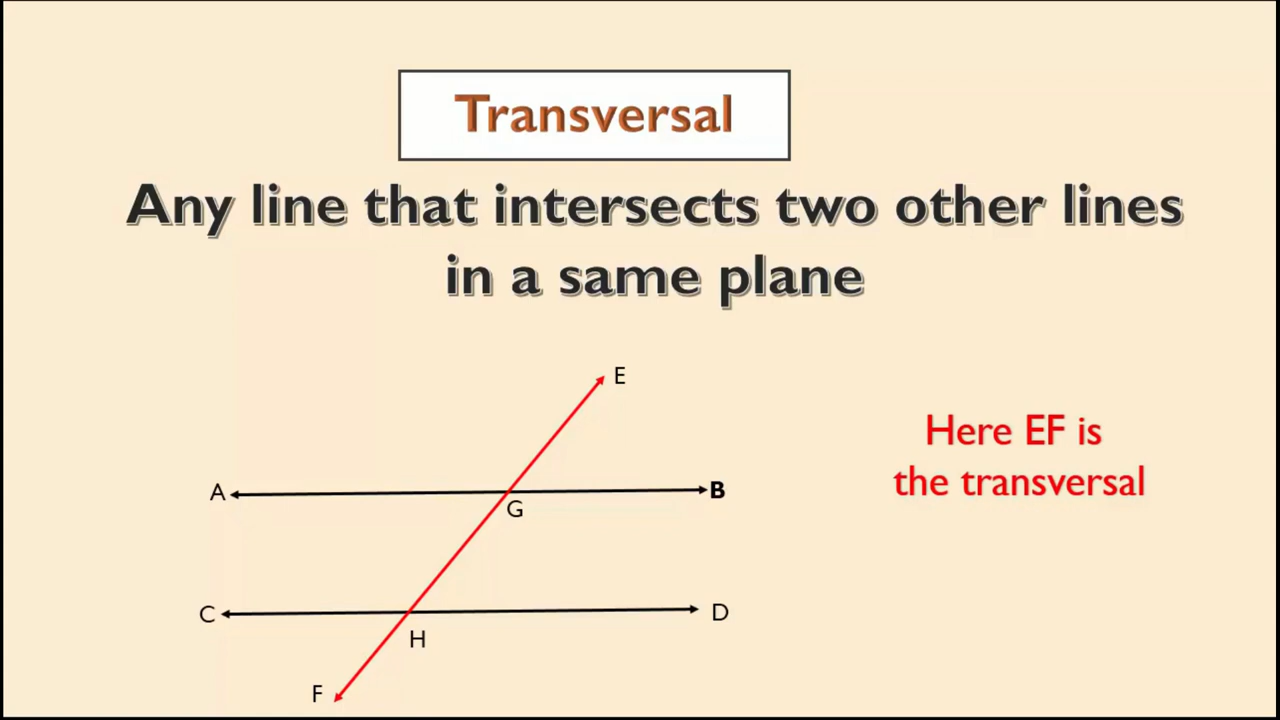 Transversal
Any line that intersects two other lines
in a same plane
E
Here EF is
the transversal
A
B
G
C
D
H
F